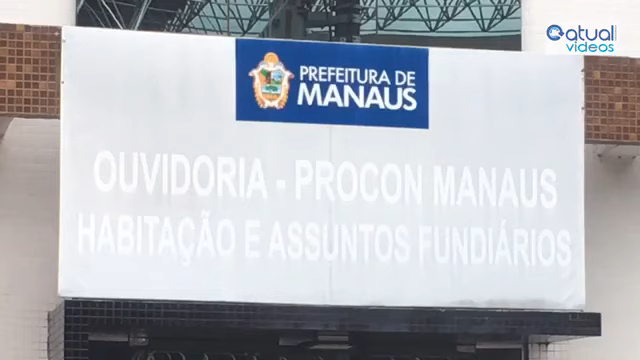 atual
videos
PREFEITURA DE
MANAUS
OUVIDORIA - PROCON MANAUS
HABITAÇÃO E ASSUNTOS FUNDIÁRIOS